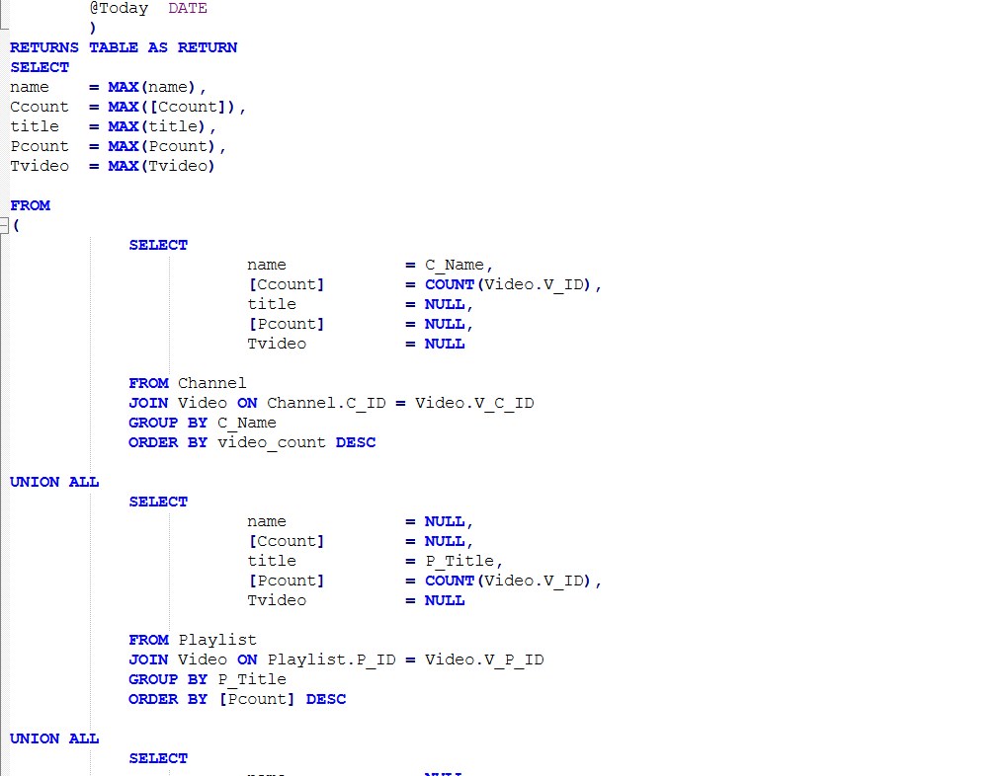 @Today  DATE
)
RETURNS TABLE AS RETURN
SELECT
name    = MAX(name),
Ccount  = MAX([Ccount]),
title   = MAX(title),
Pcount  = MAX(Pcount),
Tvideo  = MAX(Tvideo)
FROM
(
SELECT
name            = C_Name,
[Ccount]        = COUNT(Video.V_ID),
title           = NULL,
[Pcount]        = NULL,
Tvideo          = NULL
FROM Channel
JOIN Video ON Channel.C_ID = Video.V_C_ID
GROUP BY C_Name
ORDER BY video_count DESC
UNION ALL
SELECT
name            = NULL,
[Ccount]        = NULL,
title           = P_Title,
[Pcount]        = COUNT(Video.V_ID),
Tvideo          = NULL
FROM Playlist
JOIN Video ON Playlist.P_ID = Video.V_P_ID
GROUP BY P_Title
ORDER BY [Pcount] DESC
UNION ALL
SELECT